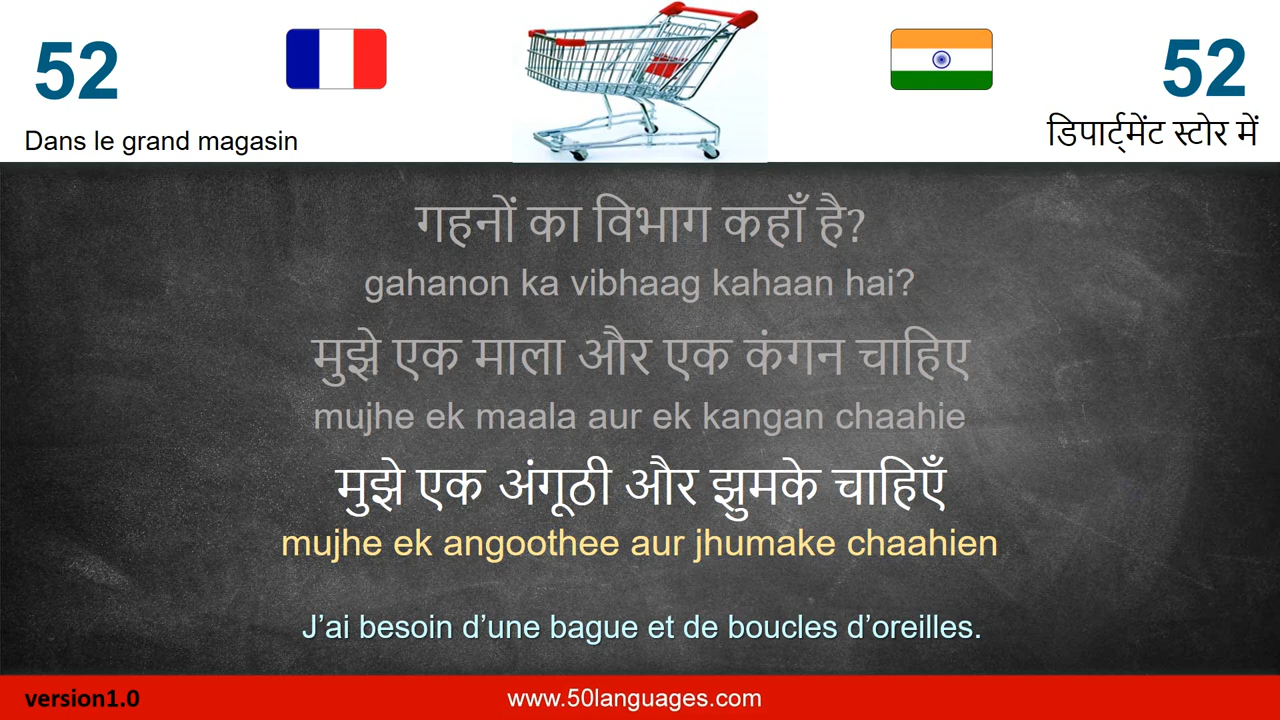 52
52
Dans le grand magasin
डिपार्ट्मेंट स्टोर में
गहनों का विभाग कहाँ है?
gahanon ka vibhaag kahaan hai?
मुझे एक माला और एक कंगन चाहिए
mujhe ek maala aur ek kangan chaahie
मुझे एक अंगूठी और झुमके चाहिएँ
mujhe ek angoothee aur jhumake chaahien
J’ai besoin d’une bague et de boucles d’oreilles.
version1.0
www.50languages.com